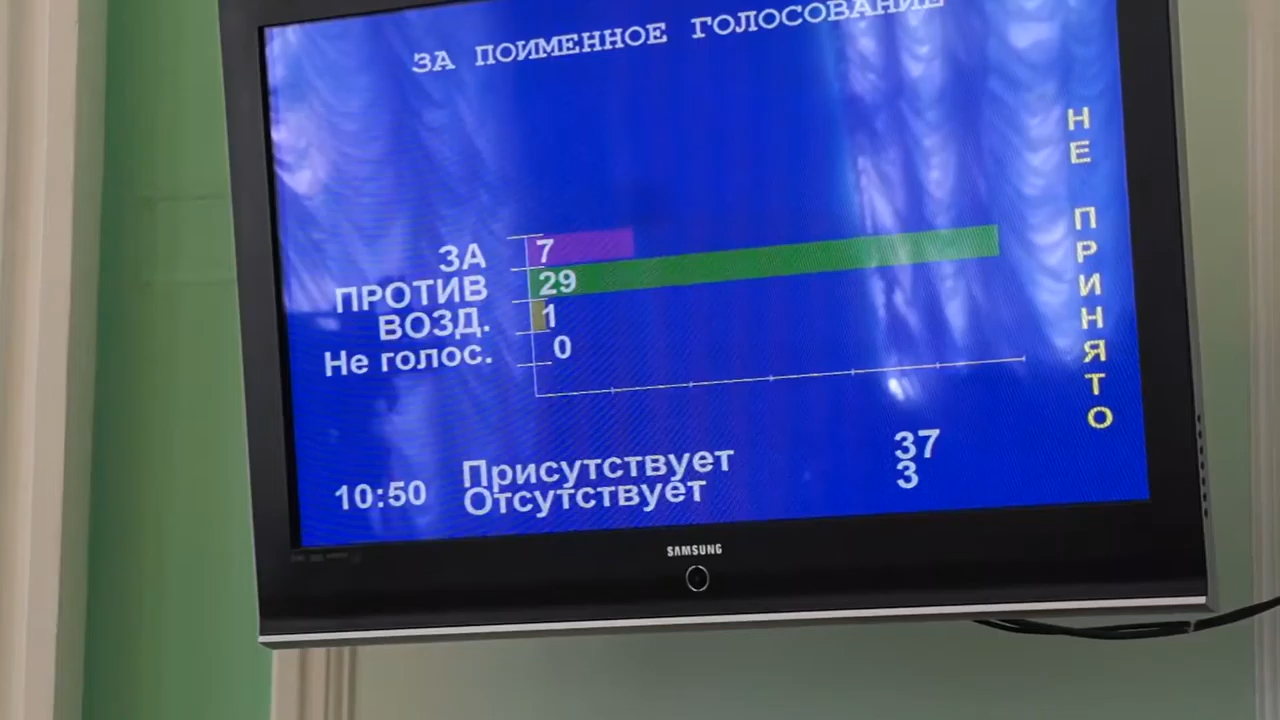 ЗА ПОИМЕННОЕ ГОЛОСОВАНИЕ
ЗА 7
ПРОТИВ 29
ВОЗД. 1
Не голос. 0
10:50 Присутствует 37
Отсутствует 3
НЕ ПРИНЯТО
SAMSUNG